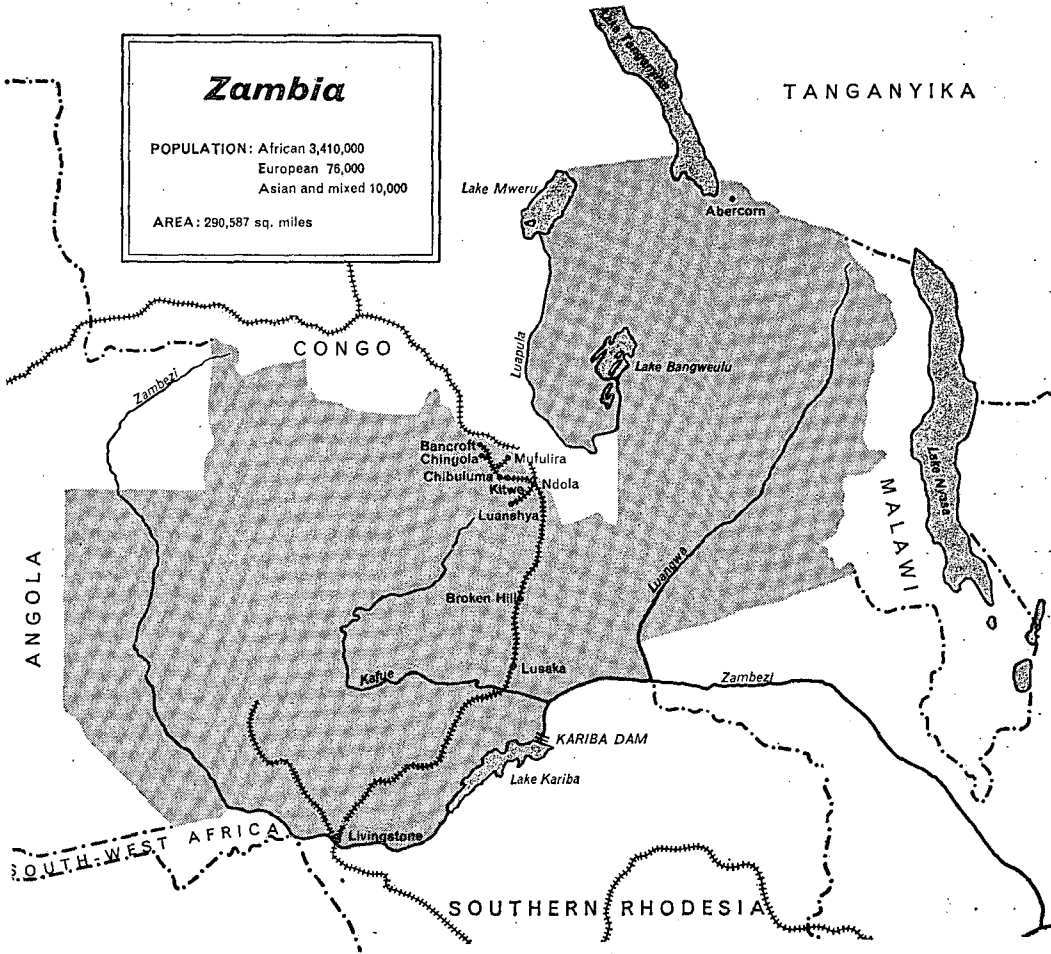 Zambia
POPULATION: African 3,410,000
European 76,000
Asian and mixed 10,000
AREA: 290,587 sq. miles
Lake Tanganyika
TANGANYIKA
Lake Mweru
Abercorn
CONGO
Luapula
Lake Bangweulu
Zambezi
Bancroft
Chingola
Mufulira
Chibuluma
Kitwe
Ndola
Luanshya
Lake Nyasa
MALAWI
ANGOLA
Luangwa
Broken Hill
Lusaka
Kafue
Zambezi
KARIBA DAM
Lake Kariba
Livingstone
SOUTH-WEST AFRICA
SOUTHERN RHODESIA